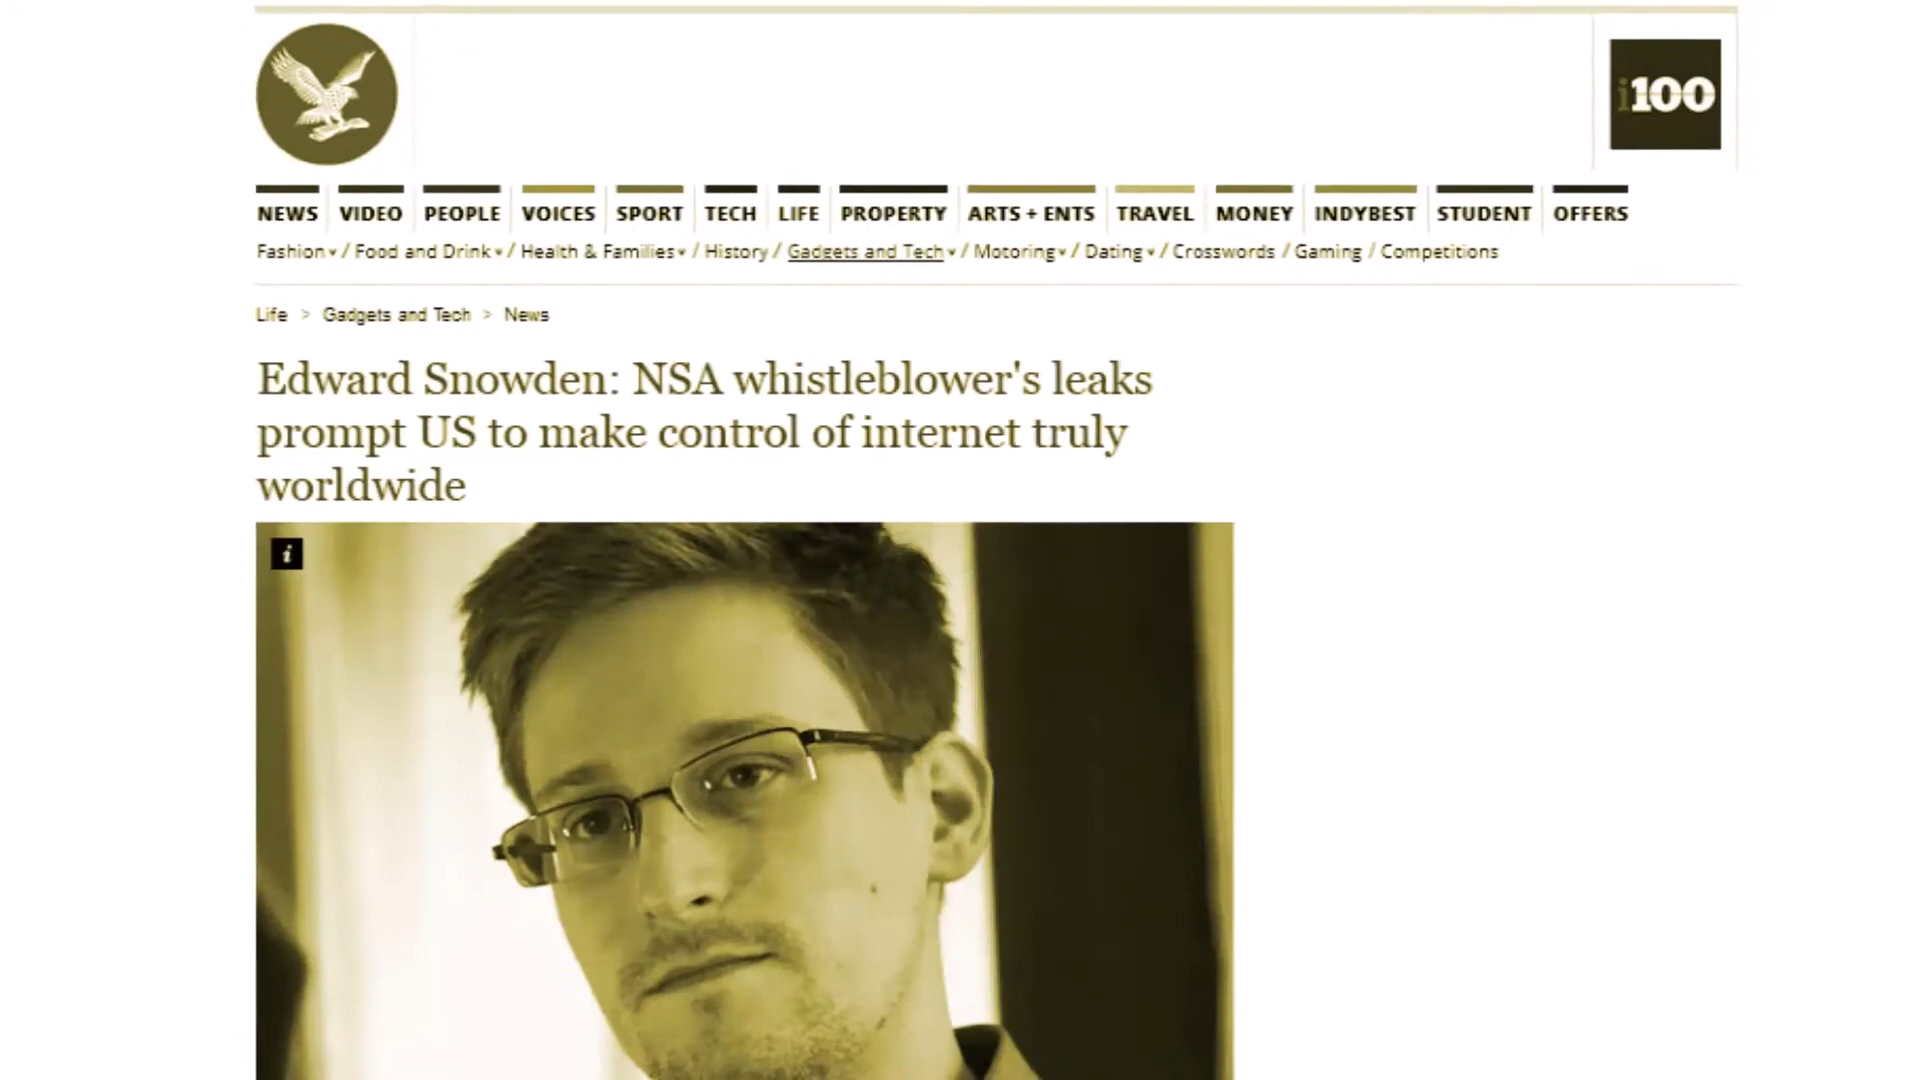 100
NEWS VIDEO PEOPLE VOICES SPORT TECH LIFE PROPERTY ARTS + ENTS TRAVEL MONEY INDYBEST STUDENT OFFERS
Fashion / Food and Drink / Health & Families / History / Gadgets and Tech / Motoring / Dating / Crosswords / Gaming / Competitions
Life > Gadgets and Tech > News
Edward Snowden: NSA whistleblower's leaks
prompt US to make control of internet truly
worldwide
i